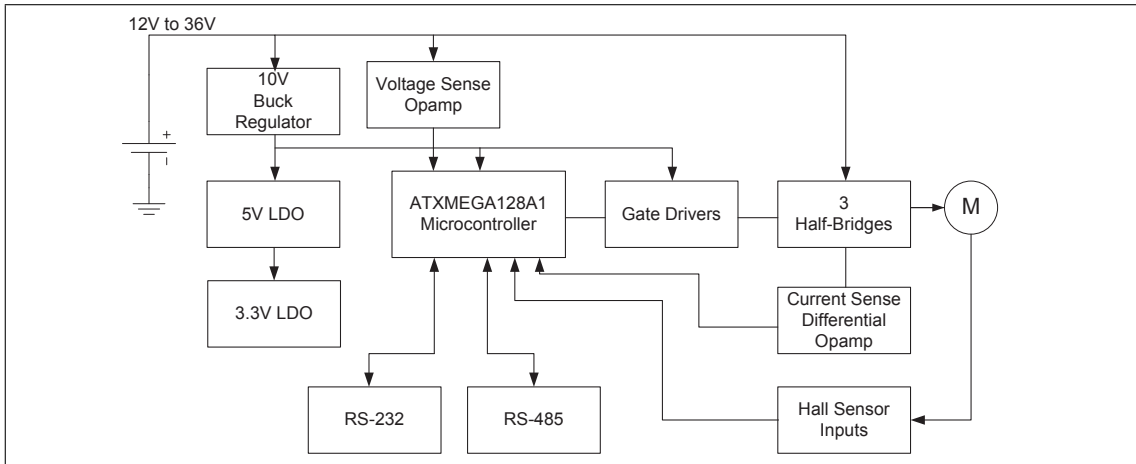 12V to 36V
10V
Buck
Regulator
Voltage Sense
Opamp
+
–
5V LDO
ATXMEGA128A1
Microcontroller
Gate Drivers
3
Half-Bridges
M
3.3V LDO
Current Sense
Differential
Opamp
RS-232
RS-485
Hall Sensor
Inputs